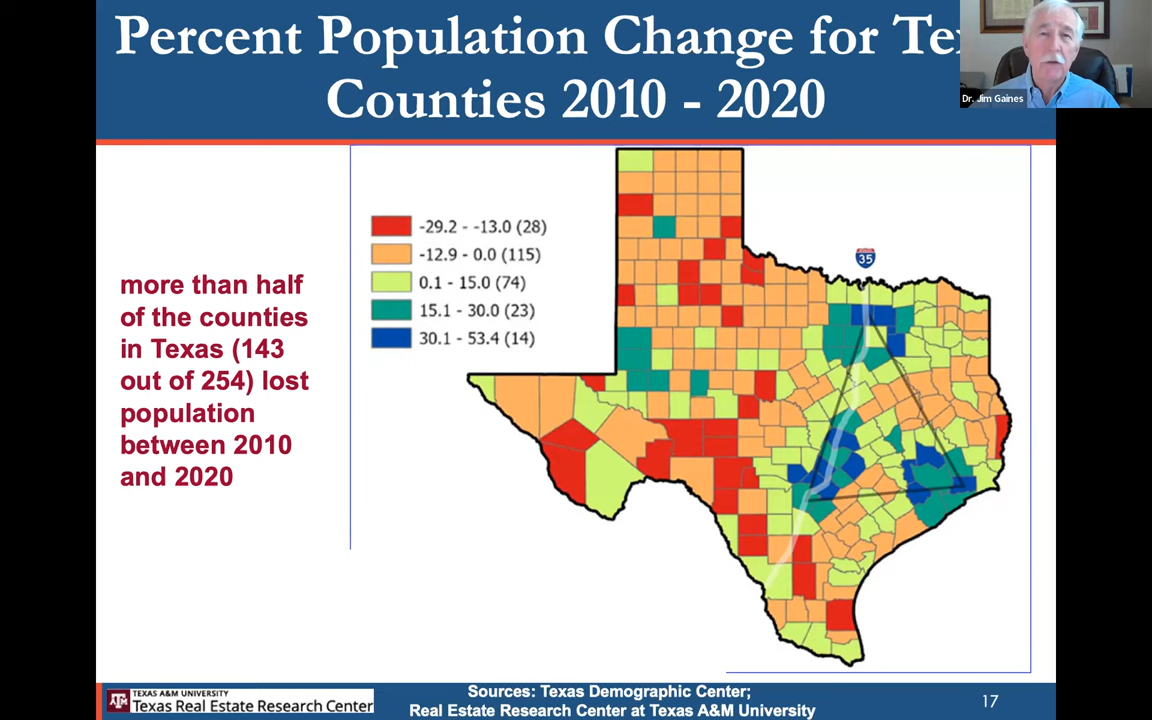 Percent Population Change for
Counties 2010 - 2020
Dr. Jim Gaines
35
-29.2 - -13.0 (28)
-12.9 - 0.0 (115)
0.1 - 15.0 (74)
15.1 - 30.0 (23)
30.1 - 53.4 (14)
more than half
of the counties
in Texas (143
out of 254) lost
population
between 2010
and 2020
TEXAS A&M UNIVERSITY
Texas Real Estate Research Center
Sources: Texas Demographic Center;
Real Estate Research Center at Texas A&M University
17